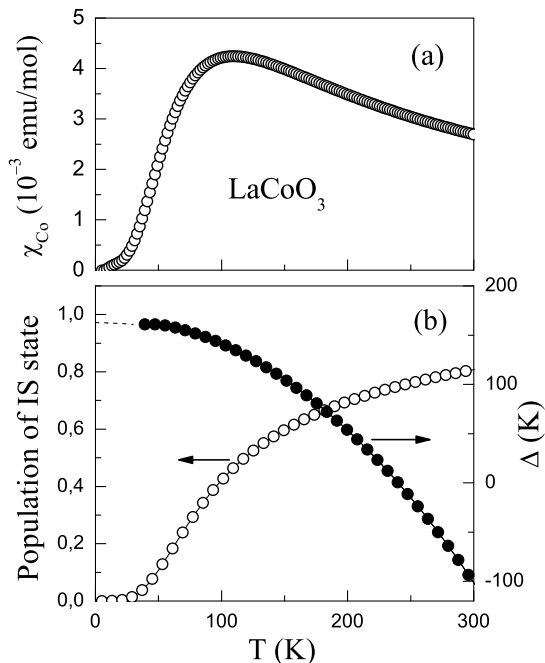 5
4
3
2
1
0
χCo (10⁻³ emu/mol)
(a)
LaCoO₃
1,0
0,8
0,6
0,4
0,2
0,0
Population of IS state
(b)
200
100
0
-100
Δ (K)
0 100 200 300
T (K)